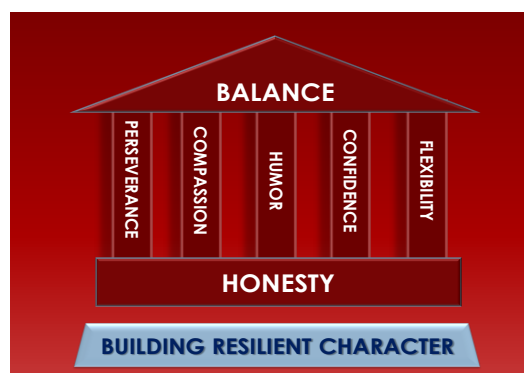 BALANCE
PERSEVERANCE
COMPASSION
HUMOR
CONFIDENCE
FLEXIBILITY
HONESTY
BUILDING RESILIENT CHARACTER